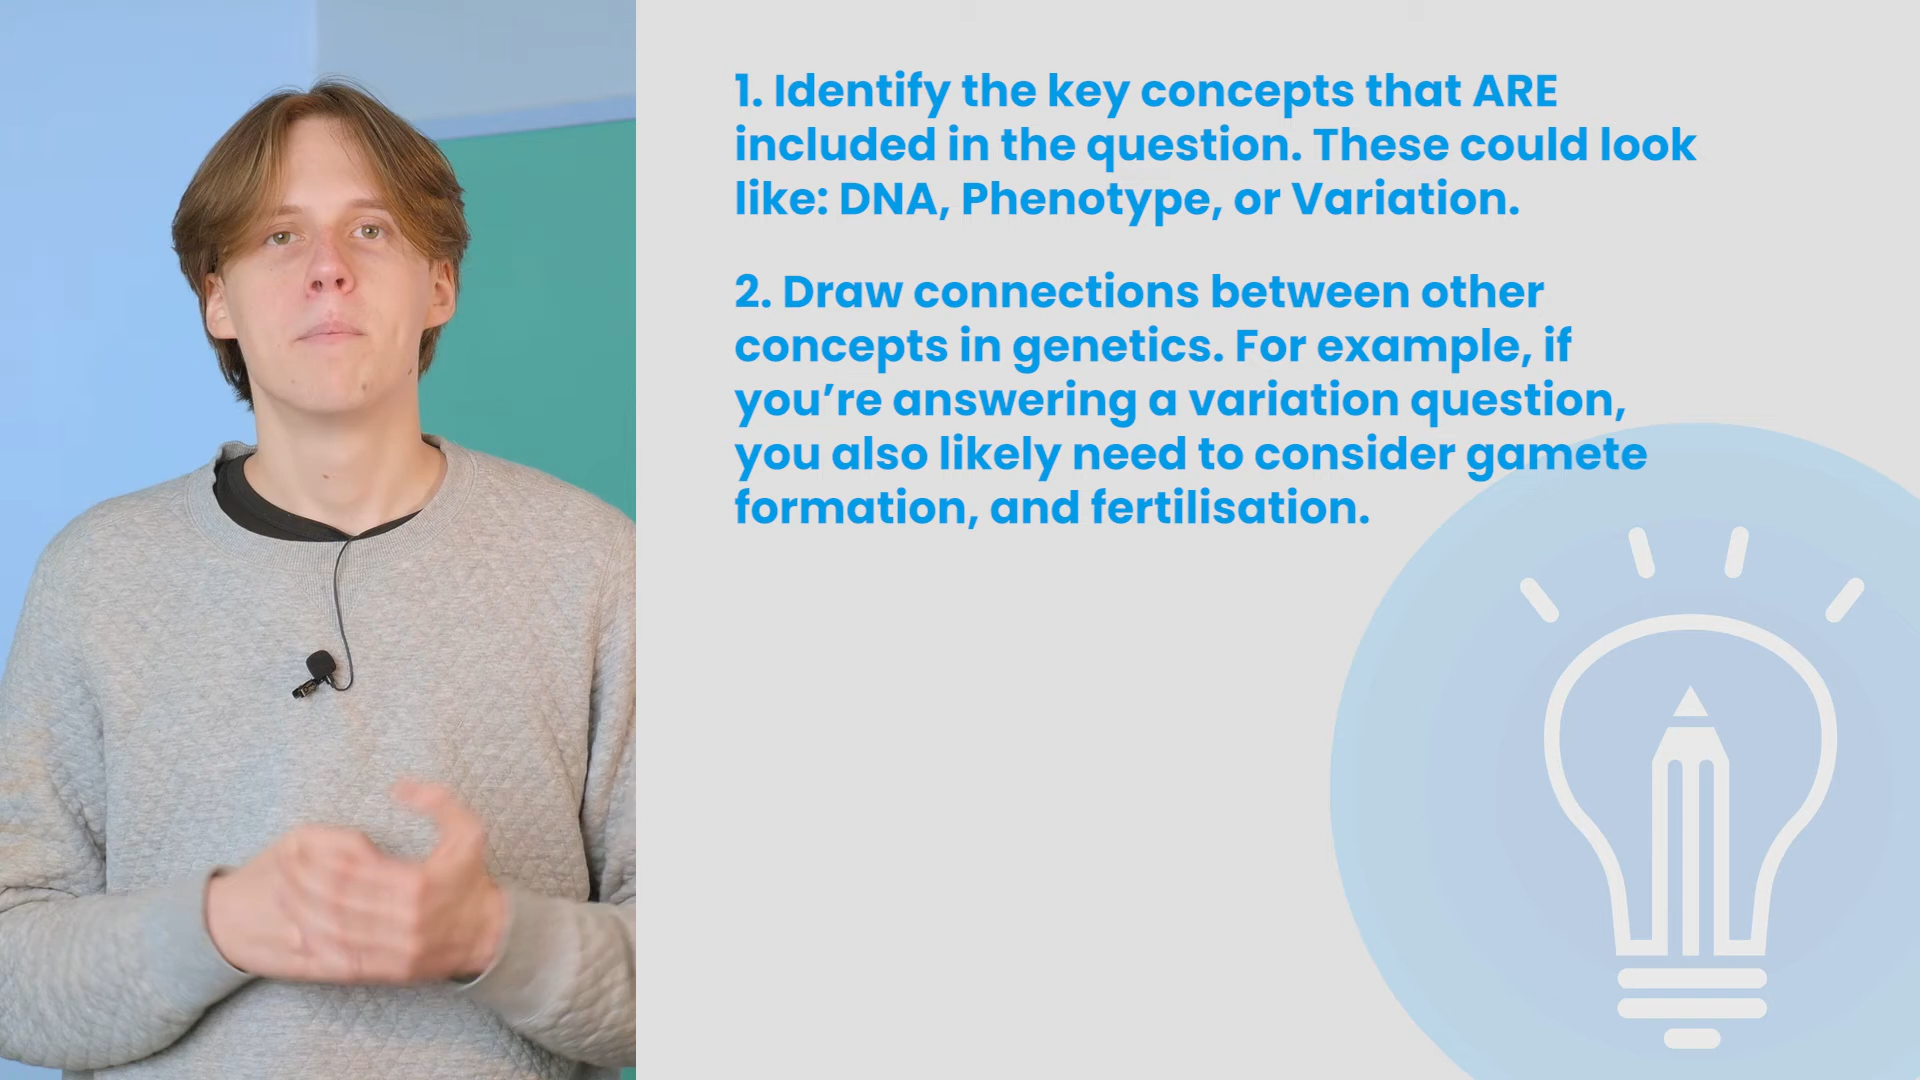 1. Identify the key concepts that ARE
included in the question. These could look
like: DNA, Phenotype, or Variation.
2. Draw connections between other
concepts in genetics. For example, if
you’re answering a variation question,
you also likely need to consider gamete
formation, and fertilisation.